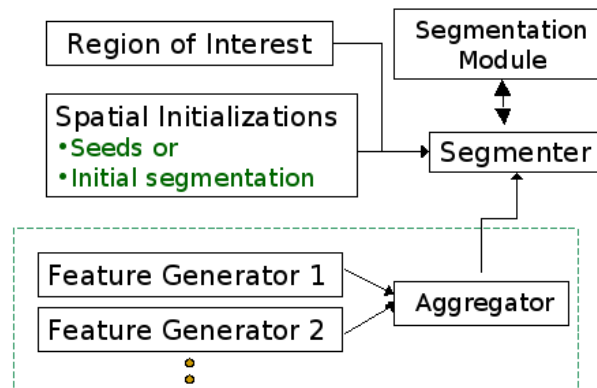 Region of Interest
Segmentation
Module
Spatial Initializations
•Seeds or
•Initial segmentation
Segmenter
Feature Generator 1
Aggregator
Feature Generator 2